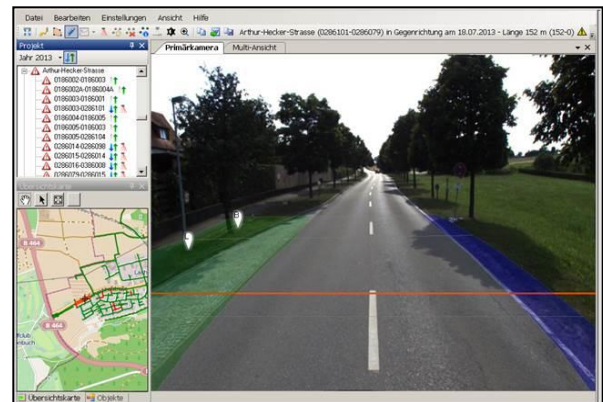 Datei Bearbeiten Einstellungen Ansicht Hilfe
Arthur-Hecker-Strasse (0286101-0286079) in Gegenrichtung am 18.07.2013 - Länge 152 m (152-0)
Projekt
Primärkamera Multi-Ansicht
Jahr 2013
Arthur-Hecker-Strasse
0186002-0186003
0186002A-0186004A
0186003-0186001
0186003-0286101
0186004-0186005
0186005-0186003
0186005-0286104
0286014-0286098
0286015-0286014
0286016-0386008
0286079-0286015
Übersichtskarte
B 464
B 464
Übersichtskarte Objekte